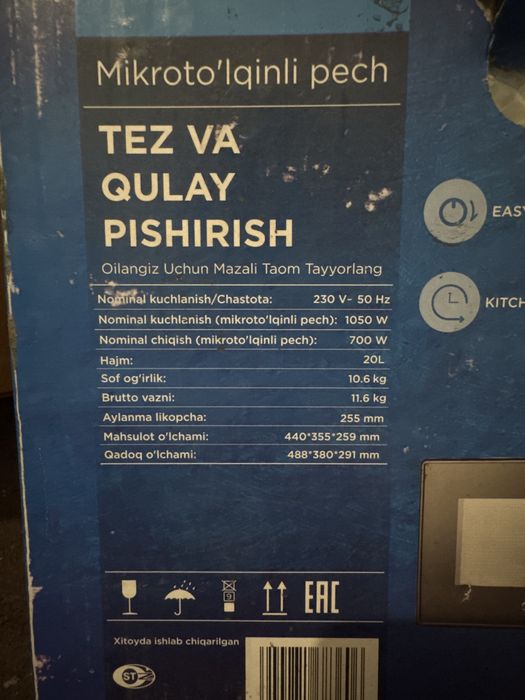 Mikroto'lqinli pech
TEZ VA
QULAY
PISHIRISH
Oilangiz Uchun Mazali Taom Tayyorlang
Nominal kuchlanish/Chastota: 230 V~ 50 Hz
Nominal kuchlanish (mikroto'lqinli pech): 1050 W
Nominal chiqish (mikroto'lqinli pech): 700 W
Hajm: 20L
Sof og'irlik: 10.6 kg
Brutto vazni: 11.6 kg
Aylanma likopcha: 255 mm
Mahsulot o'lchami: 440*355*259 mm
Qadoq o'lchami: 488*380*291 mm
EASY
KITCH
9
EAC
Xitoyda ishlab chiqarilgan
ST